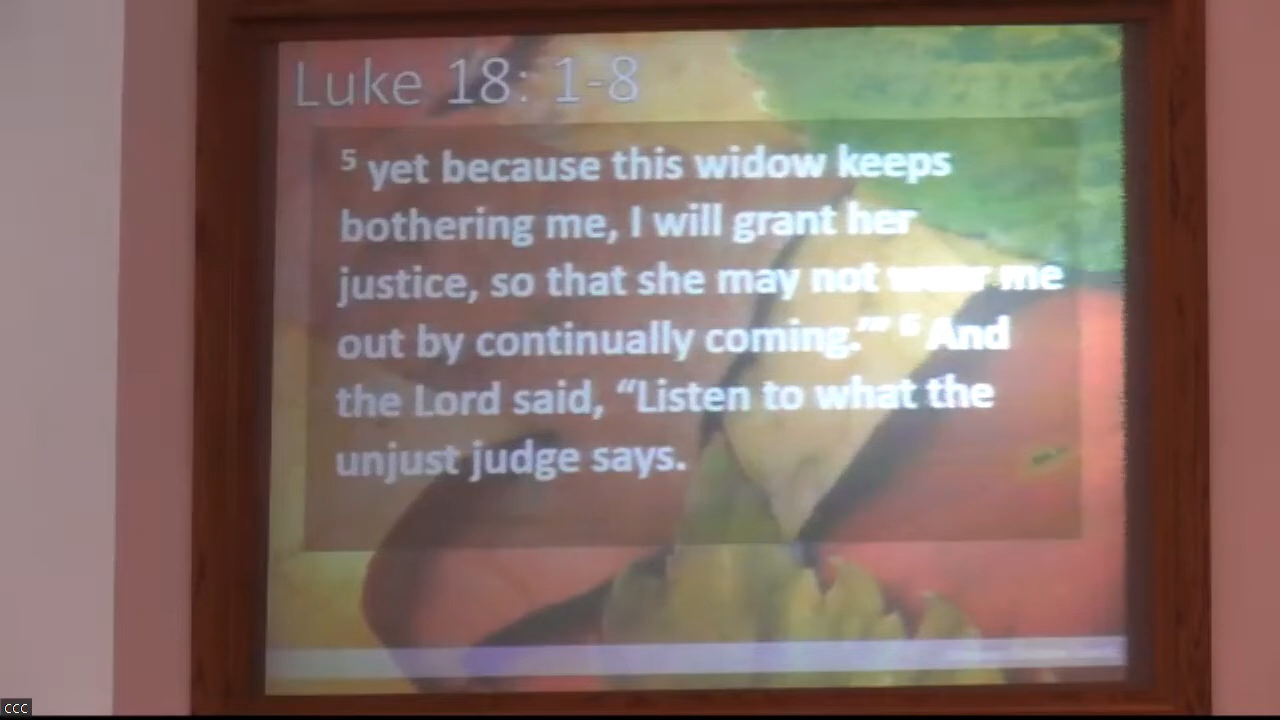 Luke 18: 1-8
5 yet because this widow keeps
bothering me, I will grant her
justice, so that she may not wear me
out by continually coming.’” 6 And
the Lord said, “Listen to what the
unjust judge says.
ccc